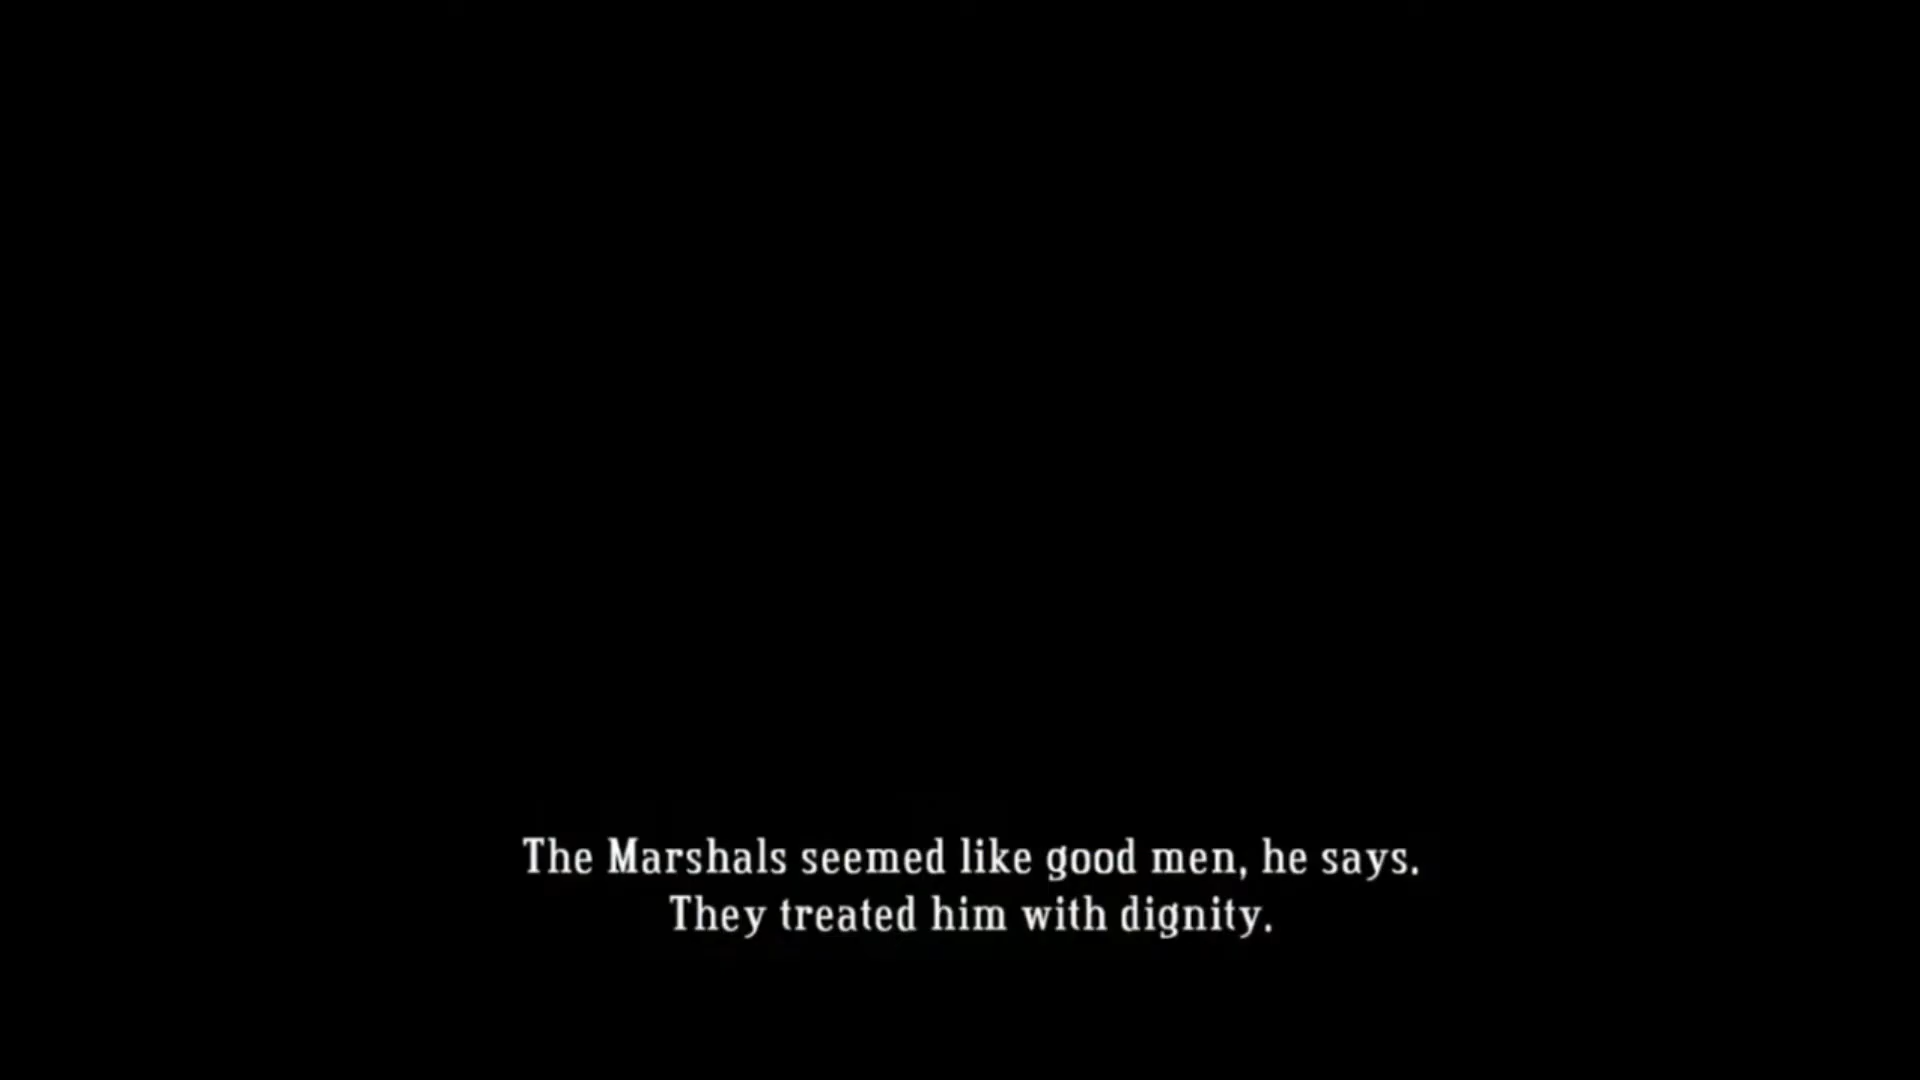 The Marshals seemed like good men, he says.
They treated him with dignity.